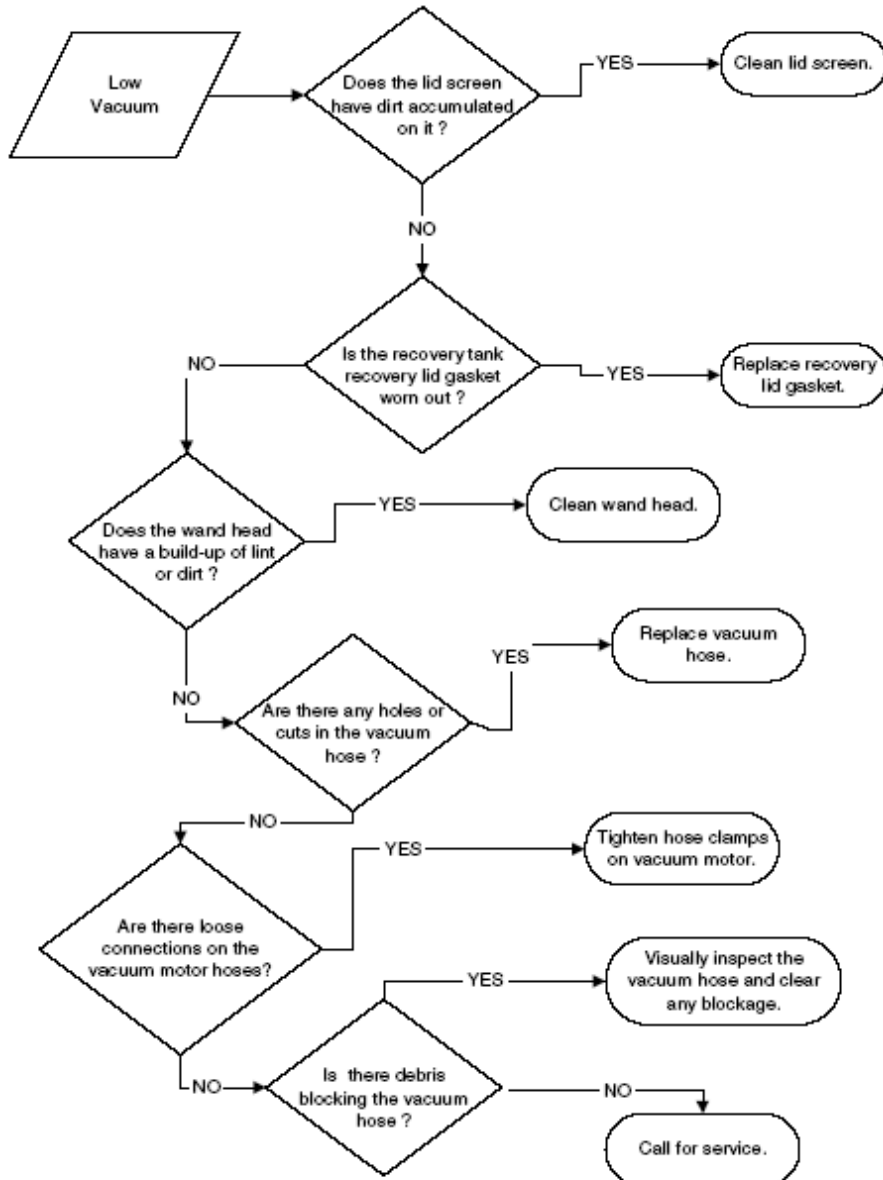 Low
Vacuum
Does the lid screen
have dirt accumulated
on it ?
YES
Clean lid screen.
NO
Is the recovery tank
recovery lid gasket
worn out ?
YES
Replace recovery
lid gasket.
NO
Does the wand head
have a build-up of lint
or dirt ?
YES
Clean wand head.
NO
Are there any holes or
cuts in the vacuum
hose ?
YES
Replace vacuum
hose.
NO
Are there loose
connections on the
vacuum motor hoses?
YES
Tighten hose clamps
on vacuum motor.
NO
Is there debris
blocking the vacuum
hose ?
YES
Visually inspect the
vacuum hose and clear
any blockage.
NO
Call for service.